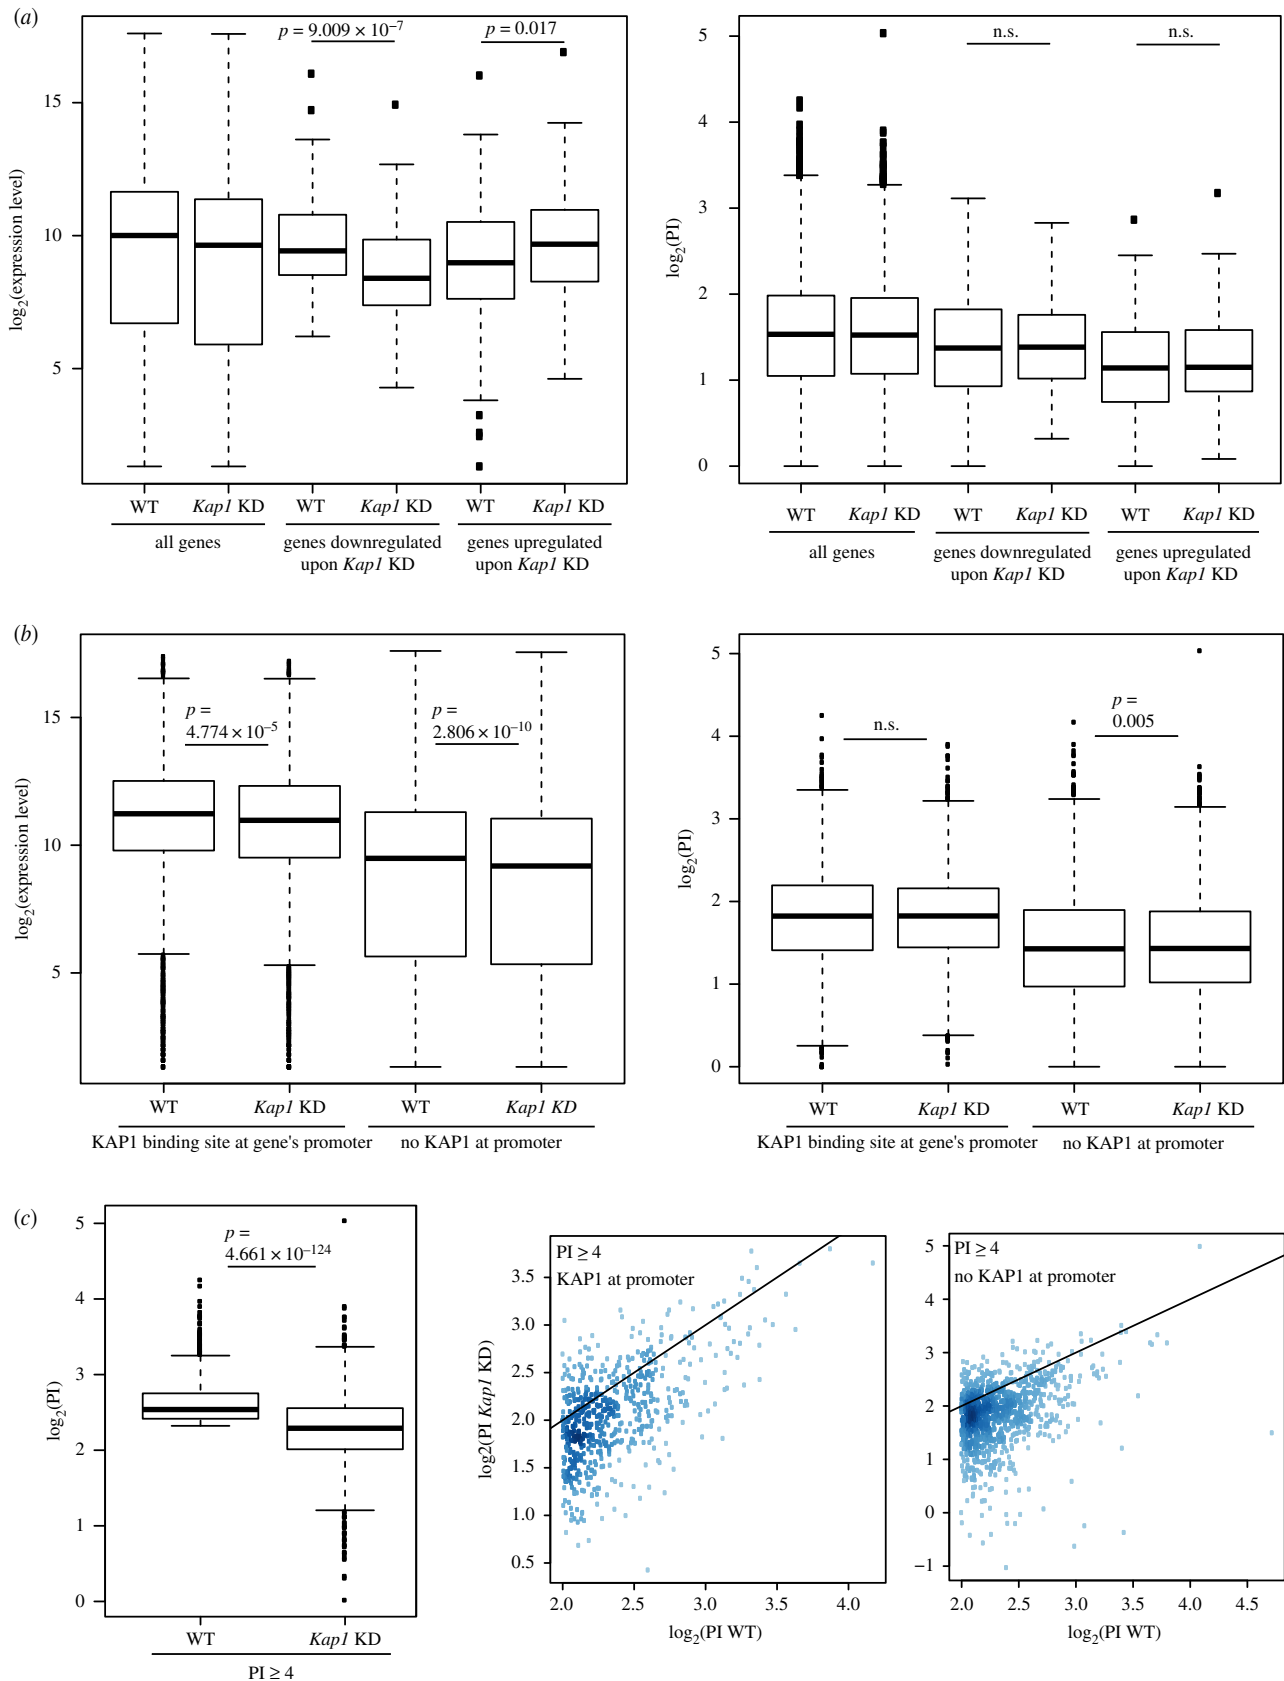 (a)
p = 9.009 × 10⁻⁷
p = 0.017
15
10
5
log₂(expression level)
WT
Kap1 KD
WT
Kap1 KD
WT
Kap1 KD
all genes
genes downregulated
upon Kap1 KD
genes upregulated
upon Kap1 KD
n.s.
n.s.
5
4
3
2
1
0
log₂(PI)
WT
Kap1 KD
WT
Kap1 KD
WT
Kap1 KD
all genes
genes downregulated
upon Kap1 KD
genes upregulated
upon Kap1 KD
(b)
p =
4.774 × 10⁻⁵
p =
2.806 × 10⁻¹⁰
15
10
5
log₂(expression level)
WT
Kap1 KD
WT
Kap1 KD
KAP1 binding site at gene's promoter
no KAP1 at promoter
n.s.
p =
0.005
5
4
3
2
1
0
log₂(PI)
WT
Kap1 KD
WT
Kap1 KD
KAP1 binding site at gene's promoter
no KAP1 at promoter
(c)
p =
4.661 × 10⁻¹²⁴
5
4
3
2
1
0
log₂(PI)
WT
Kap1 KD
PI ≥ 4
PI ≥ 4
KAP1 at promoter
3.5
3.0
2.5
2.0
1.5
1.0
0.5
log2(PI Kap1 KD)
2.0
2.5
3.0
3.5
4.0
log₂(PI WT)
PI ≥ 4
no KAP1 at promoter
5
4
3
2
1
0
−1
2.0
2.5
3.0
3.5
4.0
4.5
log₂(PI WT)